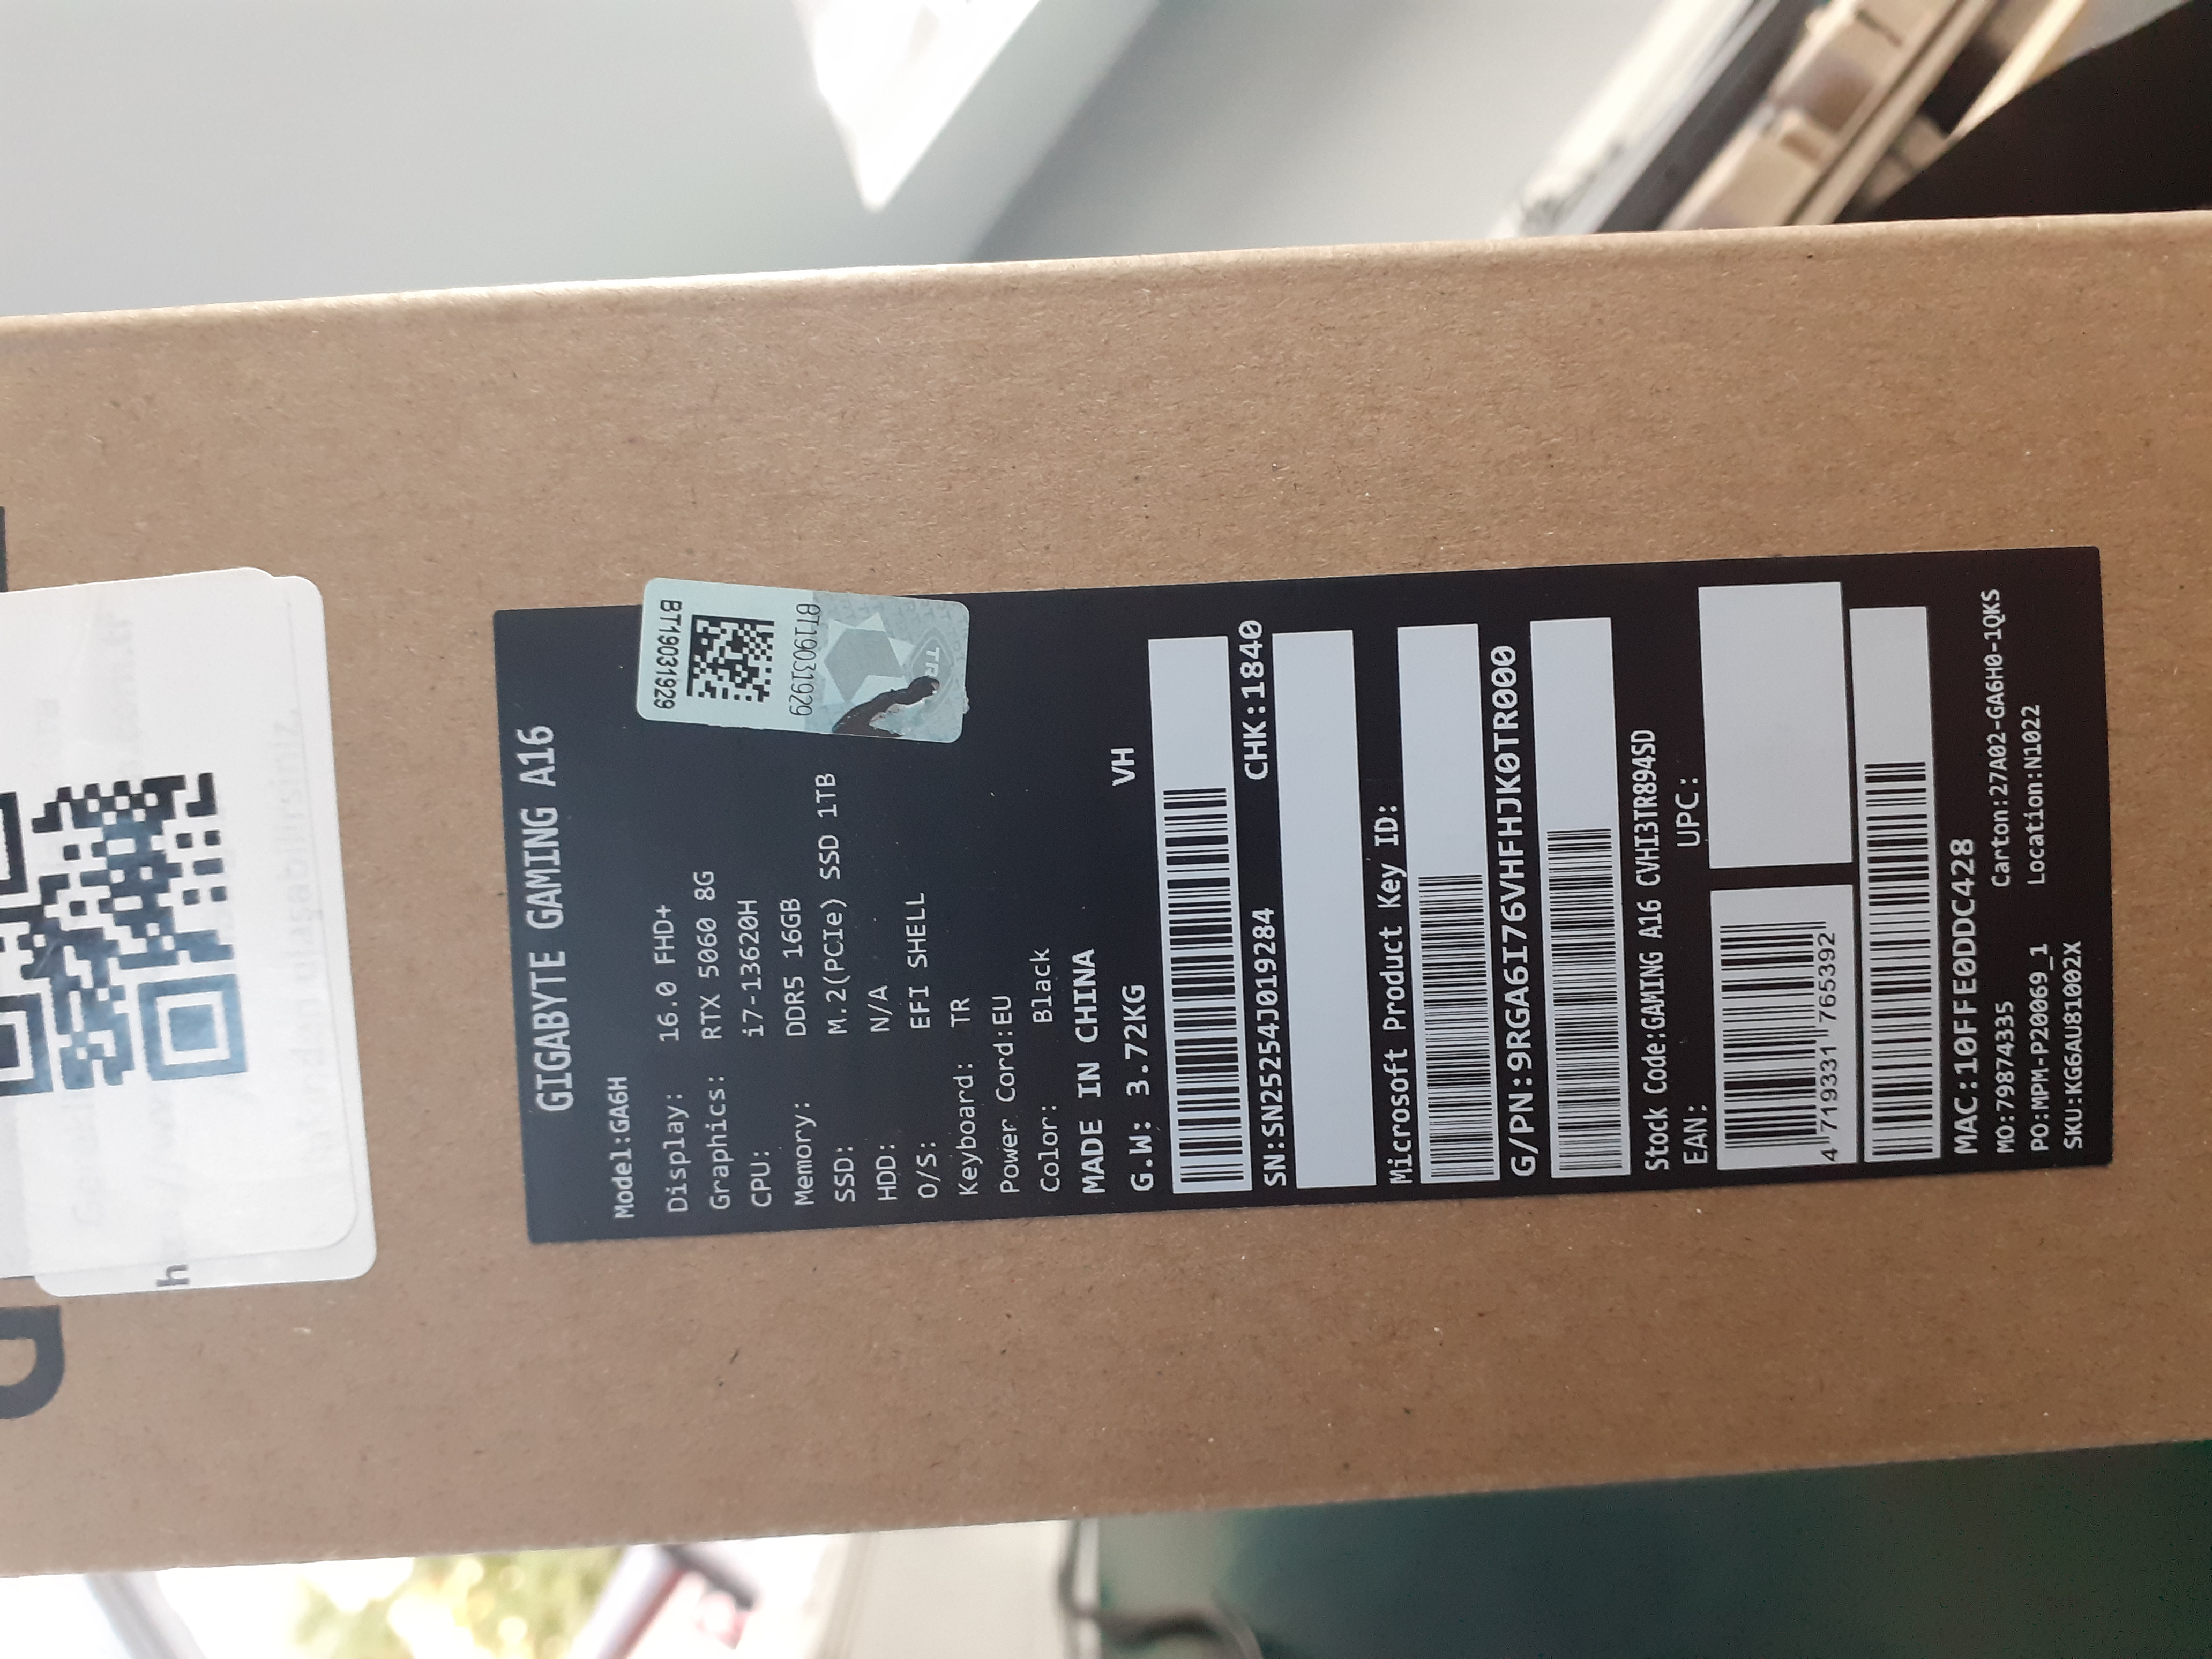 GIGABYTE GAMING A16
Model:GA6H
Display: 16.0 FHD+
Graphics: RTX 5060 8G
CPU: i7-13620H
Memory: DDR5 16GB
SSD: M.2(PCIe) SSD 1TB
HDD: N/A
O/S: EFI SHELL
Keyboard: TR
Power Cord:EU
Color: Black
MADE IN CHINA
G.W: 3.72KG VH
SN:SN2524J019284 CHK:1840
Microsoft Product Key ID:
G/PN:9RGA6I76VHFHJK0TR000
Stock Code:GAMING A16 CVHI3TR894SD
EAN: UPC:
4 719331 765392
MAC:10FFE0DDC428
MO:79874335 Carton:27A02-GA6H0-1QKS
PO:MPM-P20069_1 Location:N1022
SKU:KG6AU81002X
BT19031929
BT19031929
TR